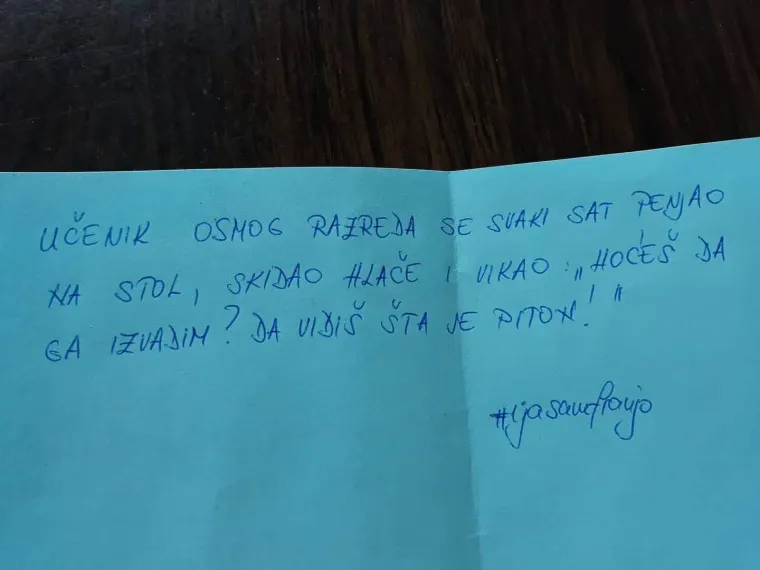 UČENIK OSMOG RAZREDA SE SVAKI SAT PENJAO
NA STOL, SKIDAO HLAČE I VIKAO: „HOĆEŠ DA
GA IZVADIM? DA VIDIŠ ŠTA JE PITON!"
#ijasamfranjo